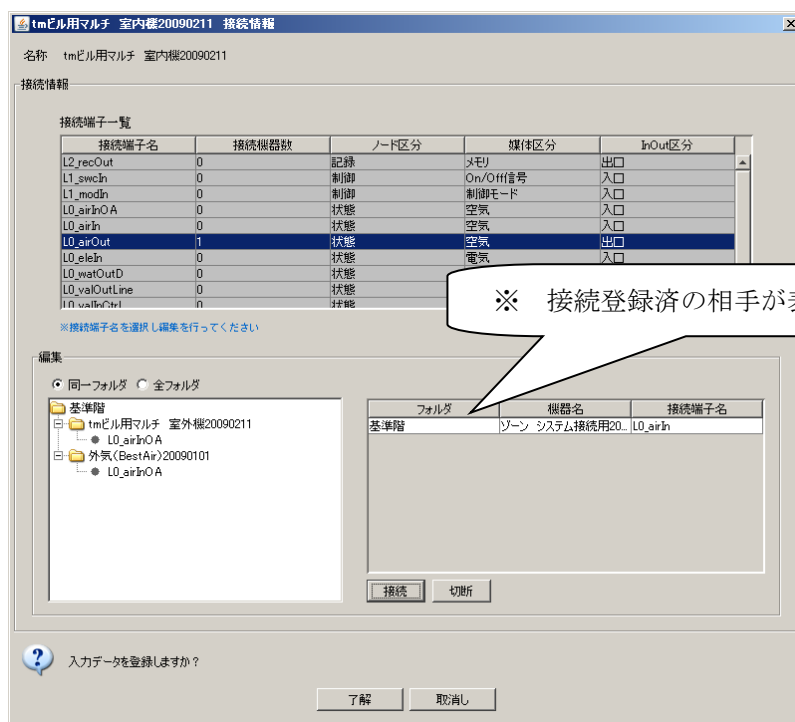 tmビル用マルチ 室内機20090211 接続情報
名称 tmビル用マルチ 室内機20090211
接続情報
接続端子一覧
接続端子名 接続機器数 ノード区分 媒体区分 InOut区分
L2_recOut 0 記録 メモリ 出口
L1_swcIn 0 制御 On/Off信号 入口
L1_modIn 0 制御 制御モード 入口
L0_airInOA 0 状態 空気 入口
L0_airIn 0 状態 空気 入口
L0_airOut 1 状態 空気 出口
L0_eleIn 0 状態 電気 入口
L0_watOutD 0 状態
L0_valOutLine 0 状態
L0_valInCtrl 0 状態
※ 接続登録済の相手が表
※接続端子名を選択し編集を行ってください
編集
同一フォルダ 全フォルダ
基準階
tmビル用マルチ 室外機20090211
L0_airInOA
外気(BestAir)20090101
L0_airInOA
フォルダ 機器名 接続端子名
基準階 ゾーン システム接続用20... L0_airIn
接続 切断
入力データを登録しますか?
了解 取消し